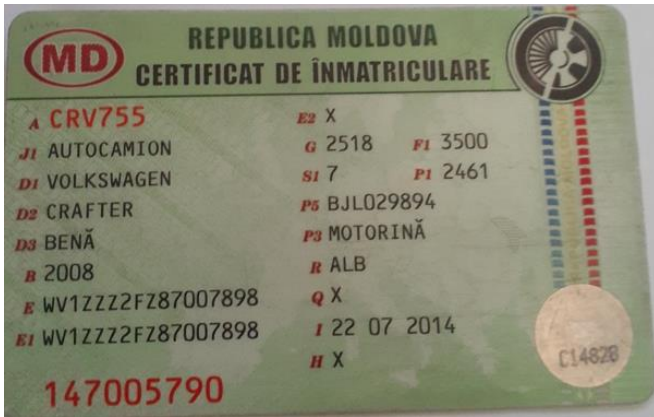 MD
REPUBLICA MOLDOVA
CERTIFICAT DE ÎNMATRICULARE
A CRV755
J1 AUTOCAMION
D1 VOLKSWAGEN
D2 CRAFTER
D3 BENĂ
B 2008
E WV1ZZZ2FZ87007898
E1 WV1ZZZ2FZ87007898
147005790
E2 X
G 2518 F1 3500
S1 7 P1 2461
P5 BJL029894
P3 MOTORINĂ
R ALB
Q X
I 22 07 2014
H X
C14828